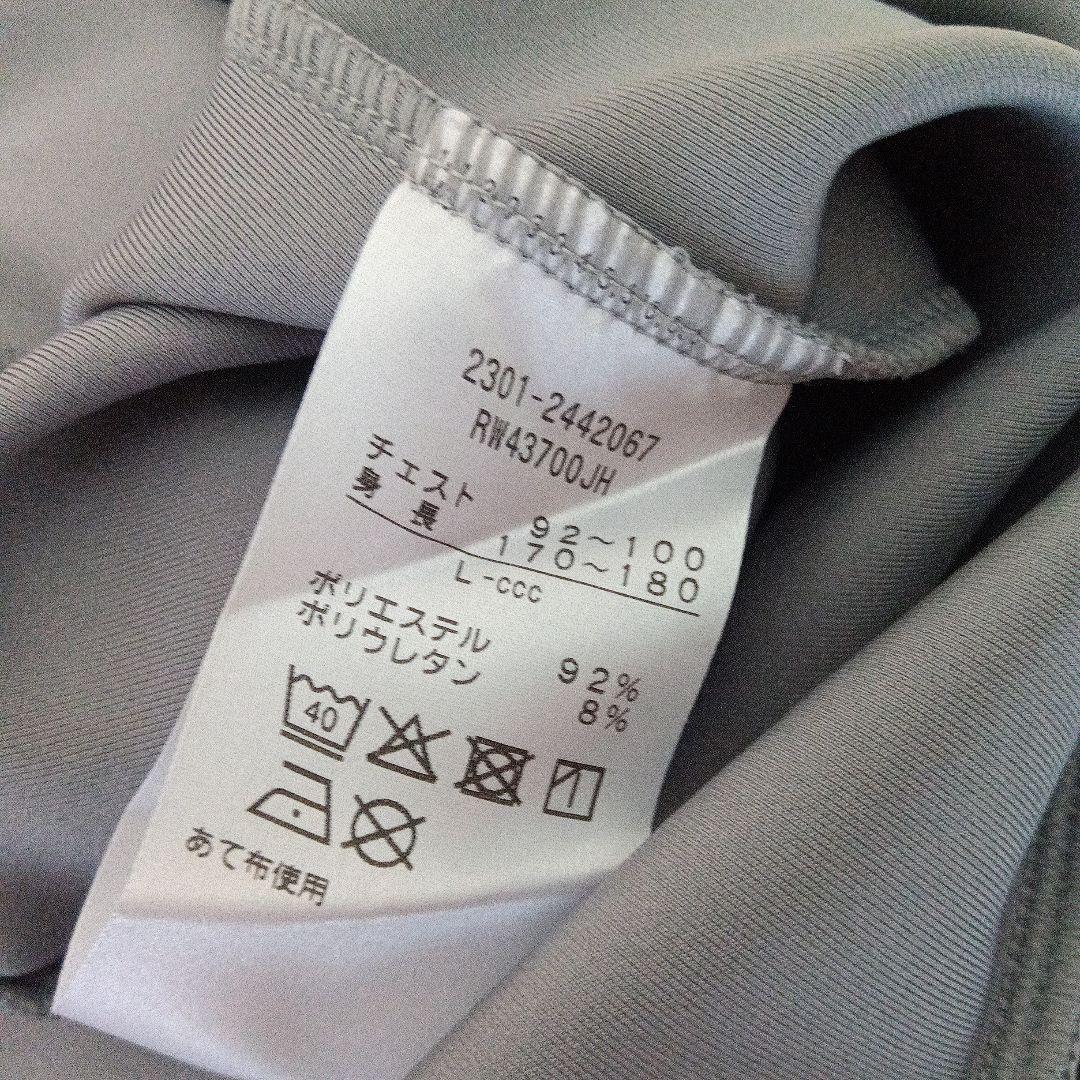 2301-2442067
RW43700JH
チェスト 92～100
身長 170～180
L-ccc
ポリエステル 92%
ポリウレタン 8%
40
あて布使用